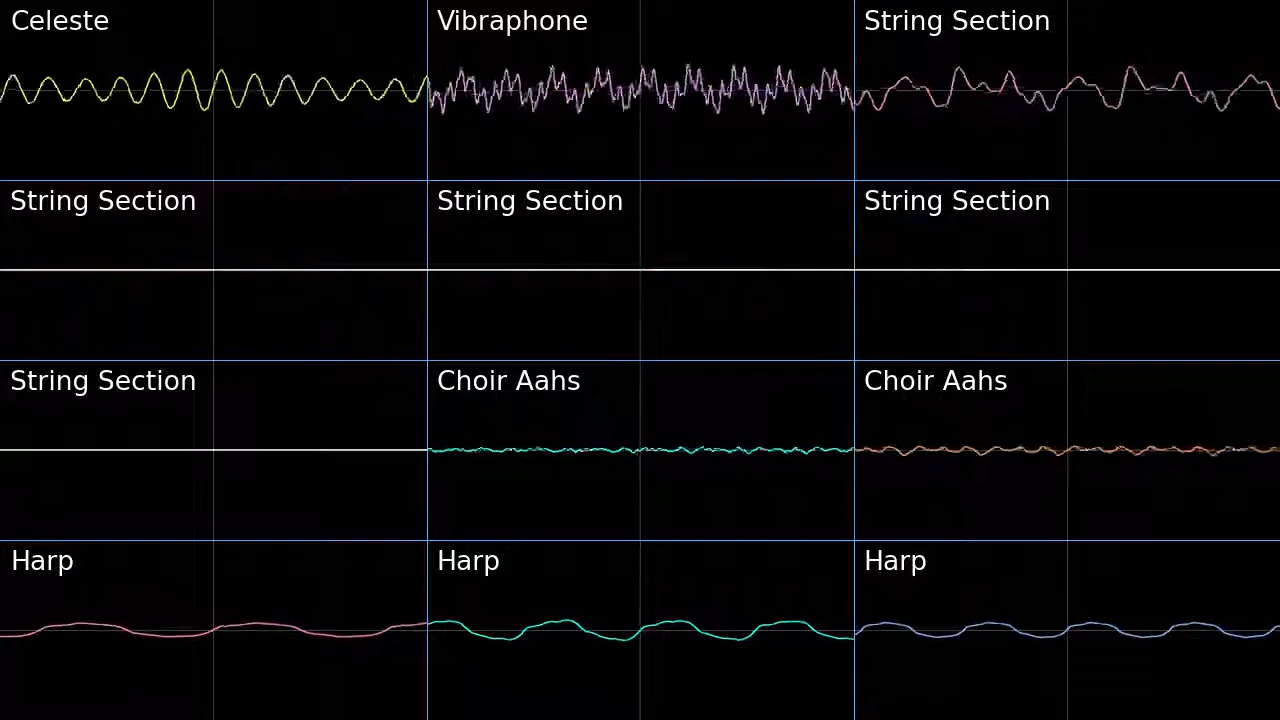 Celeste
Vibraphone
String Section
String Section
String Section
String Section
String Section
Choir Aahs
Choir Aahs
Harp
Harp
Harp